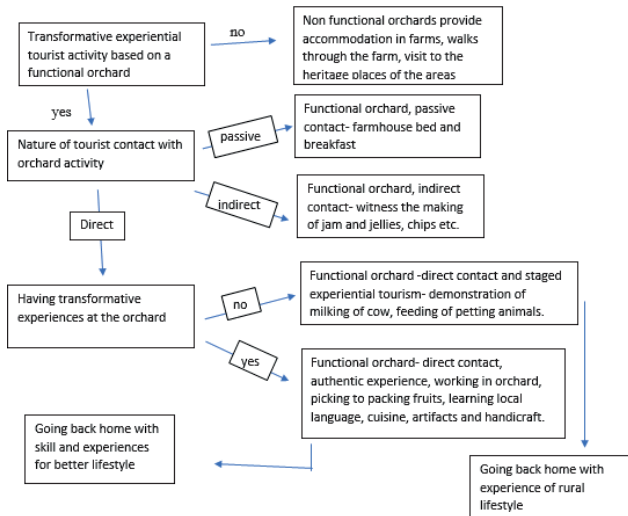 Transformative experiential
tourist activity based on a
functional orchard
no
Non functional orchards provide
accommodation in farms, walks
through the farm, visit to the
heritage places of the areas
yes
Nature of tourist contact with
orchard activity
passive
Functional orchard, passive
contact- farmhouse bed and
breakfast
indirect
Functional orchard, indirect
contact- witness the making
of jam and jellies, chips etc.
Direct
Having transformative
experiences at the orchard
no
Functional orchard -direct contact and staged
experiential tourism- demonstration of
milking of cow, feeding of petting animals.
yes
Functional orchard- direct contact,
authentic experience, working in orchard,
picking to packing fruits, learning local
language, cuisine, artifacts and handicraft.
Going back home with
skill and experiences
for better lifestyle
Going back home with
experience of rural
lifestyle